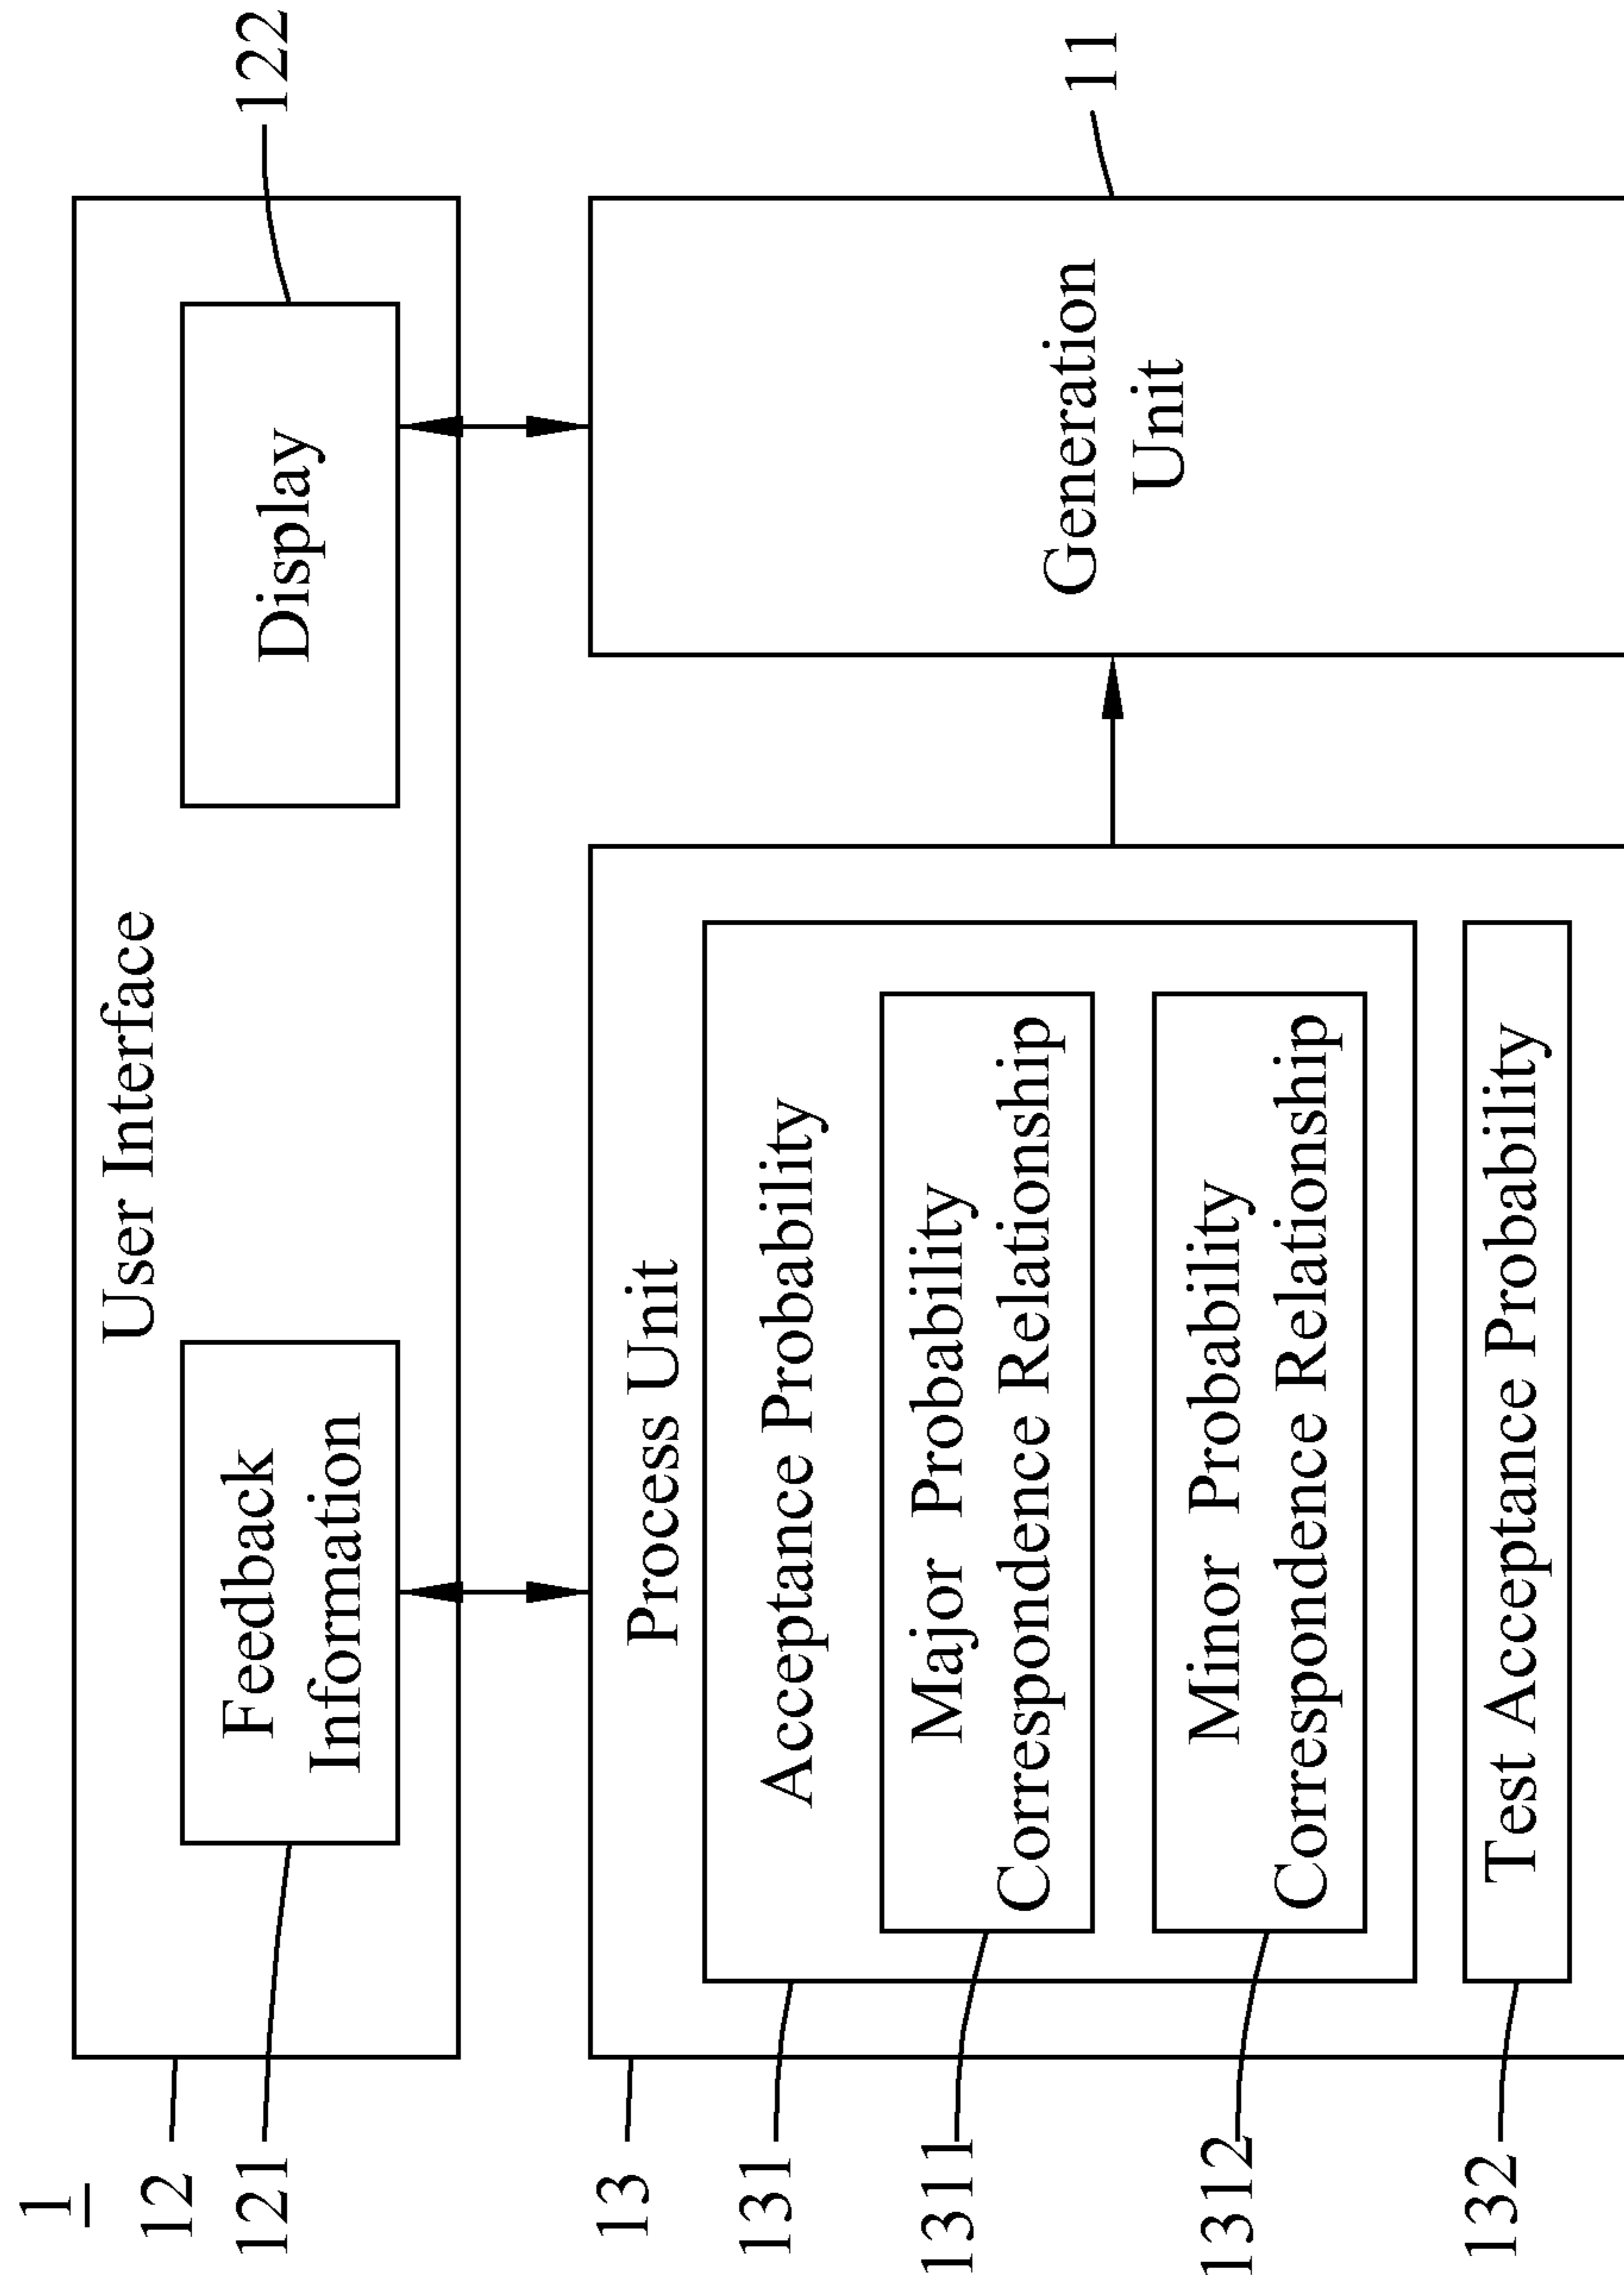 1
12
User Interface
122
121
Feedback
Information
Display
13
Process Unit
131
Acceptance Probability
1311
Major Probability
Correspondence Relationship
1312
Minor Probability
Correspondence Relationship
132
Test Acceptance Probability
11
Generation
Unit